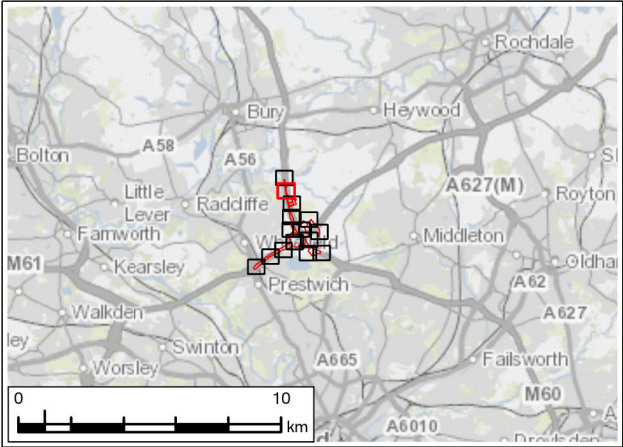 Rochdale
Bury
Heywood
A58
Bolton
A56
A627(M)
Little
Lever
Radcliffe
Royton
Farnworth
Middleton
M61
Kearsley
Oldha
A62
Prestwich
Walkden
A627
ley
Swinton
A665
Worsley
Failsworth
M60
0
10
km
A6010